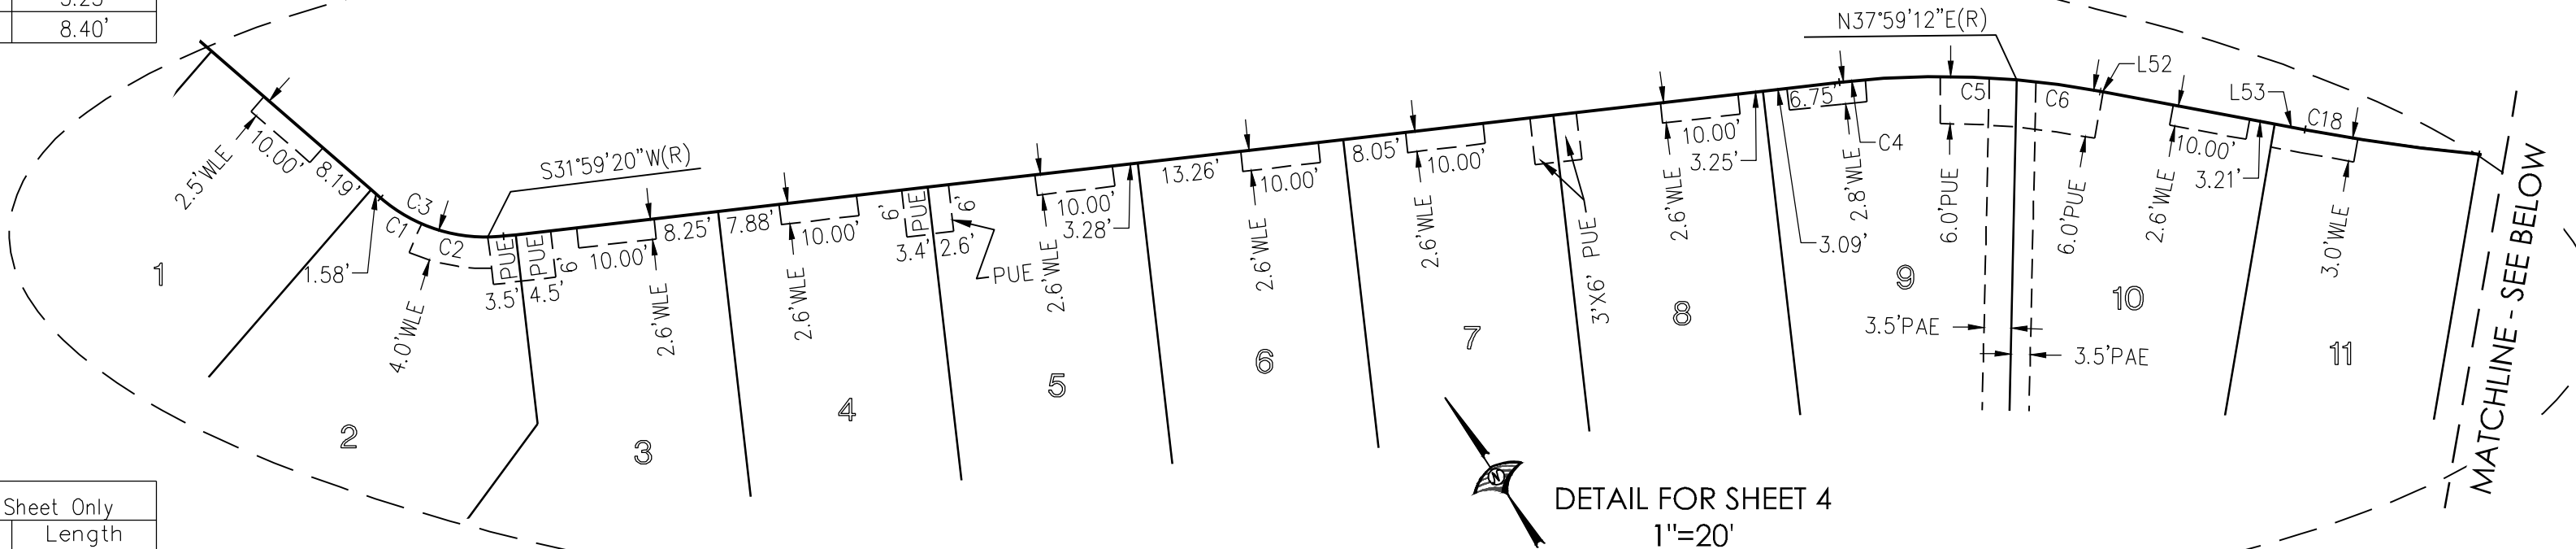 8.40'
N37°59'12"E(R)
L52
L53
C5
C6
C18
6.75'
10.00'
8.19'
2.5'WLE
S31°59'20"W(R)
C3
C1
C2
1.58'
4.0'WLE
PUE
PUE
6'
3.5'
4.5'
10.00'
8.25'
2.6'WLE
7.88'
10.00'
2.6'WLE
6'
PUE
6'
3.4'
2.6'
PUE
10.00'
3.28'
2.6'WLE
13.26'
10.00'
2.6'WLE
8.05'
10.00'
2.6'WLE
3'X6' PUE
10.00'
3.25'
2.6'WLE
C4
2.8'WLE
3.09'
6.0'PUE
6.0'PUE
10.00'
3.21'
2.6'WLE
3.0'WLE
3.5'PAE
3.5'PAE
1
2
3
4
5
6
7
8
9
10
11
MATCHLINE - SEE BELOW
N
DETAIL FOR SHEET 4
1"=20'
Sheet Only
Length